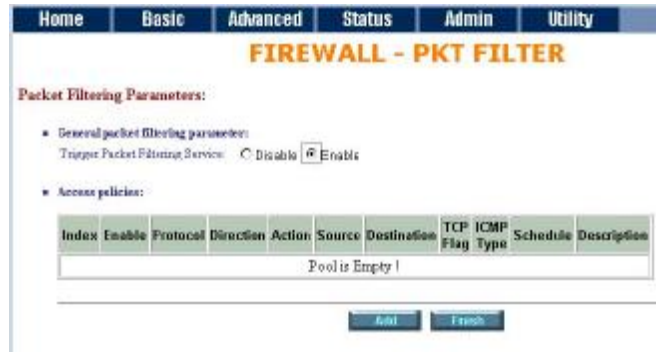 Home Basic Advanced Status Admin Utility
FIREWALL - PKT FILTER
Packet Filtering Parameters:
General packet filtering parameter:
Trigger Packet Filtering Service: Disable Enable
Access policies:
Index Enable Protocol Direction Action Source Destination TCP Flag ICMP Type Schedule Description
Pool is Empty !
Add Finish